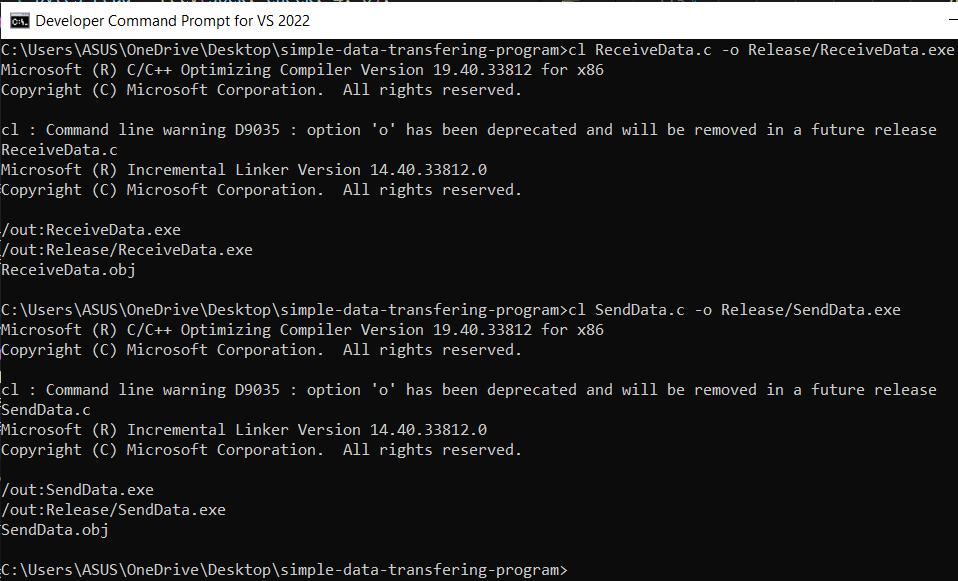 Developer Command Prompt for VS 2022
C:\Users\ASUS\OneDrive\Desktop\simple-data-transfering-program>cl ReceiveData.c -o Release/ReceiveData.exe
Microsoft (R) C/C++ Optimizing Compiler Version 19.40.33812 for x86
Copyright (C) Microsoft Corporation.  All rights reserved.
cl : Command line warning D9035 : option 'o' has been deprecated and will be removed in a future release
ReceiveData.c
Microsoft (R) Incremental Linker Version 14.40.33812.0
Copyright (C) Microsoft Corporation.  All rights reserved.
/out:ReceiveData.exe
/out:Release/ReceiveData.exe
ReceiveData.obj
C:\Users\ASUS\OneDrive\Desktop\simple-data-transfering-program>cl SendData.c -o Release/SendData.exe
Microsoft (R) C/C++ Optimizing Compiler Version 19.40.33812 for x86
Copyright (C) Microsoft Corporation.  All rights reserved.
cl : Command line warning D9035 : option 'o' has been deprecated and will be removed in a future release
SendData.c
Microsoft (R) Incremental Linker Version 14.40.33812.0
Copyright (C) Microsoft Corporation.  All rights reserved.
/out:SendData.exe
/out:Release/SendData.exe
SendData.obj
C:\Users\ASUS\OneDrive\Desktop\simple-data-transfering-program>